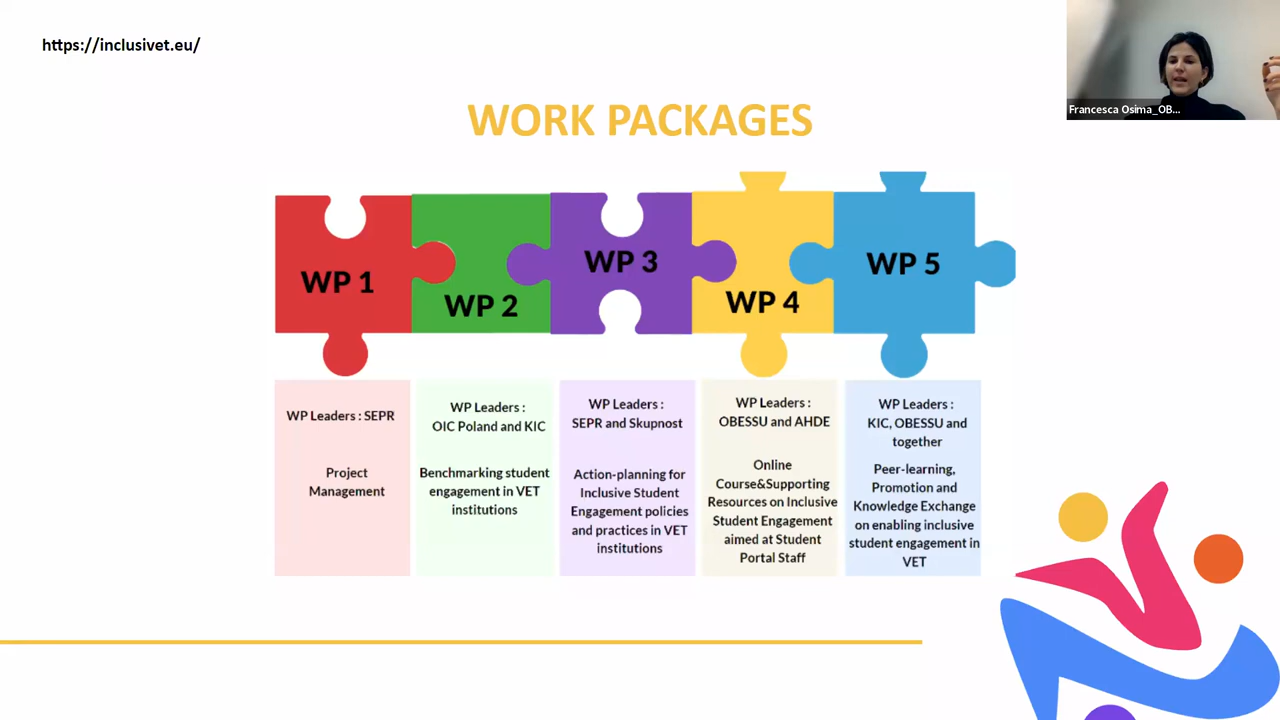 https://inclusivet.eu/
Francesca Osima_OB...
WORK PACKAGES
WP 1
WP 2
WP 3
WP 4
WP 5
WP Leaders : SEPR
Project
Management
WP Leaders :
OIC Poland and KIC
Benchmarking student
engagement in VET
institutions
WP Leaders :
SEPR and Skupnost
Action-planning for
Inclusive Student
Engagement policies
and practices in VET
institutions
WP Leaders :
OBESSU and AHDE
Online
Course&Supporting
Resources on Inclusive
Student Engagement
aimed at Student
Portal Staff
WP Leaders :
KIC, OBESSU and
together
Peer-learning,
Promotion and
Knowledge Exchange
on enabling inclusive
student engagement in
VET